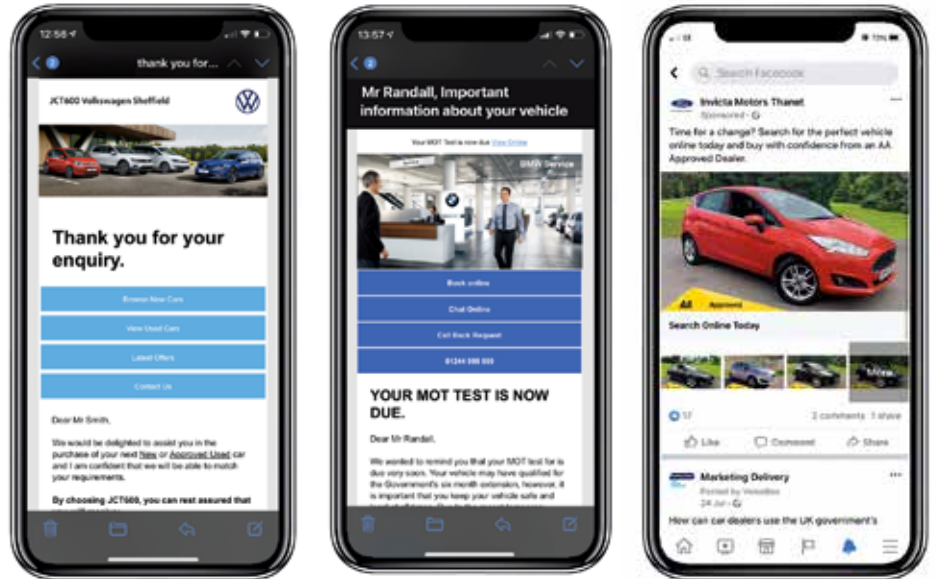 12:56
2
thank you for...
JCT600 Volkswagen Sheffield
Thank you for your
enquiry.
Browse New Cars
View Used Cars
Latest Offers
Contact Us
Dear Mr Smith,
We would be delighted to assist you in the
purchase of your next New or Approved Used car
and I am confident that we will be able to match
your requirements.
By choosing JCT600, you can rest assured that
13:57
2
Mr Randall, Important
information about your vehicle
Your MOT Test is now due View Online
BMW Service
Book online
Chat Online
Call Back Request
YOUR MOT TEST IS NOW
DUE.
Dear Mr Randall,
We wanted to remind you that your MOT test for is
due very soon. Your vehicle may have qualified for
the Government's six month extension, however, it
is important that you keep your vehicle safe and
Search Facebook
Invicta Motors Thanet
Sponsored
Time for a change? Search for the perfect vehicle
online today and buy with confidence from an AA
Approved Dealer.
AA Approved
Search Online Today
More
17
2 comments 1 share
Like
Comment
Share
Marketing Delivery
24 Jul
How can car dealers use the UK government's